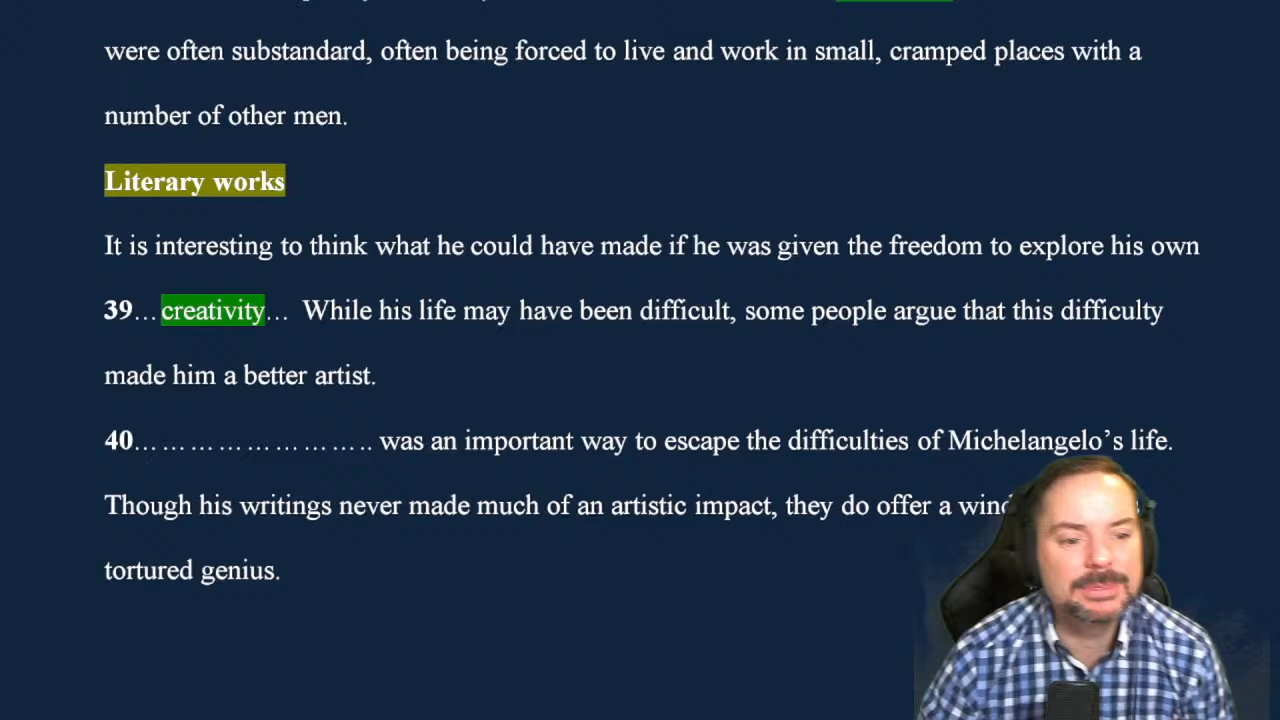 were often substandard, often being forced to live and work in small, cramped places with a
number of other men.
Literary works
It is interesting to think what he could have made if he was given the freedom to explore his own
39…creativity… While his life may have been difficult, some people argue that this difficulty
made him a better artist.
40…………………….. was an important way to escape the difficulties of Michelangelo’s life.
Though his writings never made much of an artistic impact, they do offer a
tortured genius.